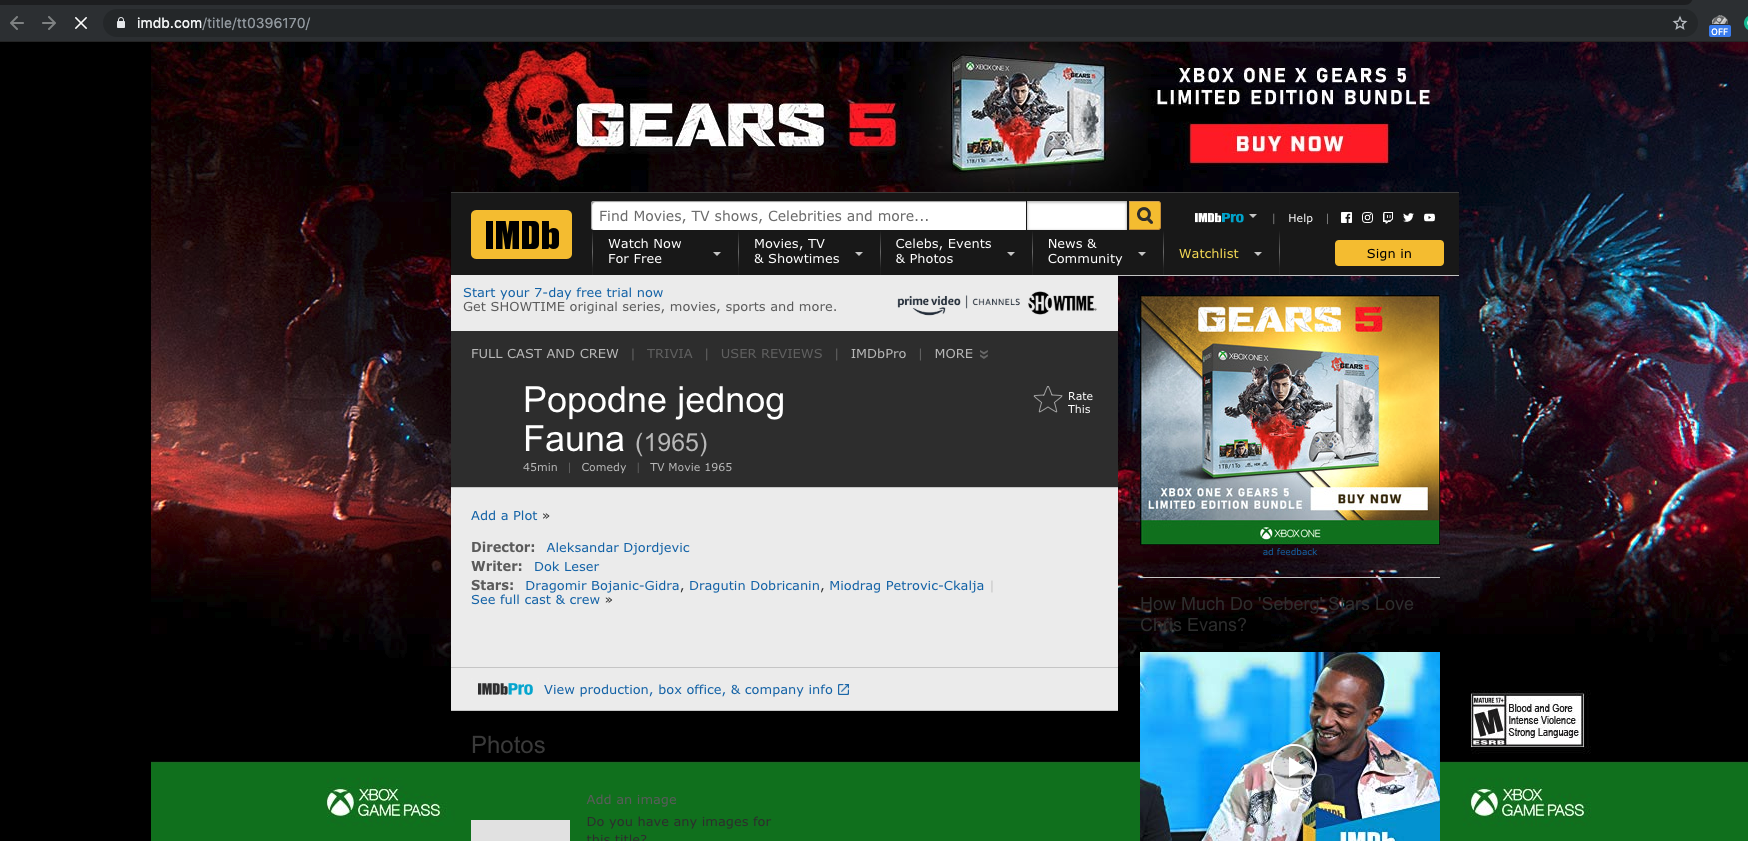 imdb.com/title/tt0396170/
OFF
GEARS 5
XBOX ONE X
GEARS 5
XBOX ONE X GEARS 5
LIMITED EDITION BUNDLE
BUY NOW
IMDb
Find Movies, TV shows, Celebrities and more...
IMDbPro | Help |
Watch Now
For Free
Movies, TV
& Showtimes
Celebs, Events
& Photos
News &
Community
Watchlist
Sign in
Start your 7-day free trial now
Get SHOWTIME original series, movies, sports and more.
prime video | CHANNELS SHOWTIME
FULL CAST AND CREW | TRIVIA | USER REVIEWS | IMDbPro | MORE
Popodne jednog
Fauna (1965)
45min | Comedy | TV Movie 1965
Rate
This
Add a Plot »
Director: Aleksandar Djordjevic
Writer: Dok Leser
Stars: Dragomir Bojanic-Gidra, Dragutin Dobricanin, Miodrag Petrovic-Ckalja |
See full cast & crew »
IMDbPro View production, box office, & company info
Photos
Add an image
Do you have any images for
this title?
XBOX
GAME PASS
GEARS 5
XBOX ONE X
GEARS 5
XBOX ONE X GEARS 5
LIMITED EDITION BUNDLE
BUY NOW
XBOX ONE
ad feedback
How Much Do 'Seberg' Stars Love
Chris Evans?
IMDb
MATURE 17+
M
ESRB
Blood and Gore
Intense Violence
Strong Language
XBOX
GAME PASS